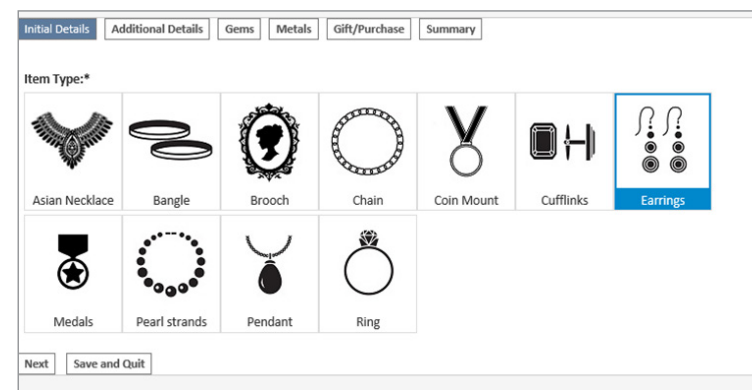 Initial Details Additional Details Gems Metals Gift/Purchase Summary
Item Type:*
Asian Necklace Bangle Brooch Chain Coin Mount Cufflinks Earrings
Medals Pearl strands Pendant Ring
Next Save and Quit